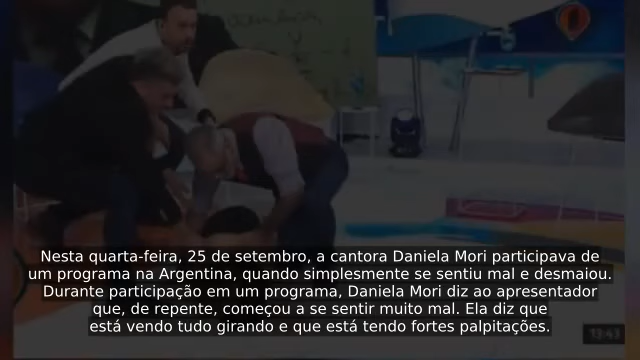 Nesta quarta-feira, 25 de setembro, a cantora Daniela Mori participava de
um programa na Argentina, quando simplesmente se sentiu mal e desmaiou.
Durante participação em um programa, Daniela Mori diz ao apresentador
que, de repente, começou a se sentir muito mal. Ela diz que
está vendo tudo girando e que está tendo fortes palpitações.
13:43